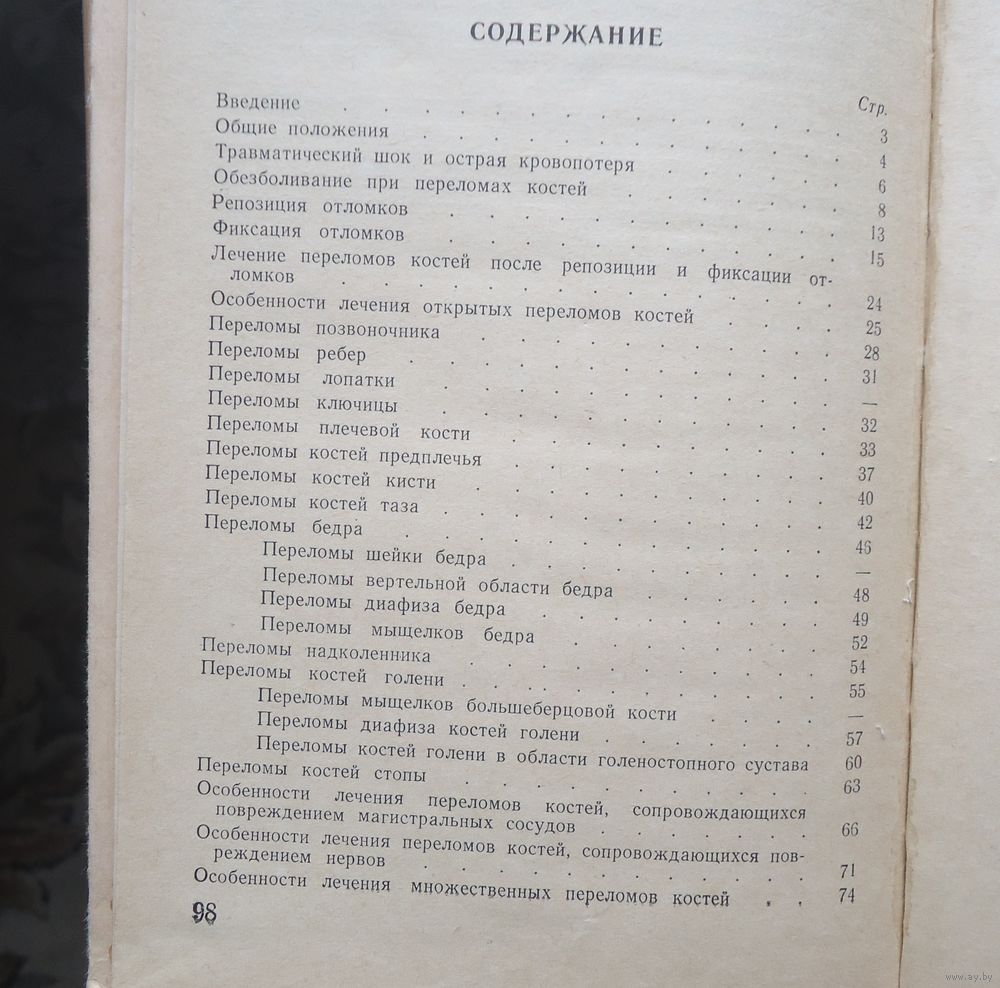 СОДЕРЖАНИЕ
Стр.
Введение . . . . . . . . . . . . . . 3
Общие положения . . . . . . . . . . . . 4
Травматический шок и острая кровопотеря . . . . . 6
Обезболивание при переломах костей . . . . . . 8
Репозиция отломков . . . . . . . . . . . 13
Фиксация отломков . . . . . . . . . . . 15
Лечение переломов костей после репозиции и фиксации от-
ломков . . . . . . . . . . . . . . 24
Особенности лечения открытых переломов костей . . . . 25
Переломы позвоночника . . . . . . . . . . 28
Переломы ребер . . . . . . . . . . . . 31
Переломы лопатки . . . . . . . . . . . —
Переломы ключицы . . . . . . . . . . . 32
Переломы плечевой кости . . . . . . . . . 33
Переломы костей предплечья . . . . . . . . . 37
Переломы костей кисти . . . . . . . . . . 40
Переломы костей таза . . . . . . . . . . . 42
Переломы бедра . . . . . . . . . . . . 46
Переломы шейки бедра . . . . . . . . . —
Переломы вертельной области бедра . . . . . 48
Переломы диафиза бедра . . . . . . . . 49
Переломы мыщелков бедра . . . . . . . . 52
Переломы надколенника . . . . . . . . . . 54
Переломы костей голени . . . . . . . . . . 55
Переломы мыщелков большеберцовой кости . . . . —
Переломы диафиза костей голени . . . . . . 57
Переломы костей голени в области голеностопного сустава 60
Переломы костей стопы . . . . . . . . . . 63
Особенности лечения переломов костей, сопровождающихся
повреждением магистральных сосудов . . . . . . 66
Особенности лечения переломов костей, сопровождающихся пов-
реждением нервов . . . . . . . . . . . 71
Особенности лечения множественных переломов костей . . 74
98
www.ay.by